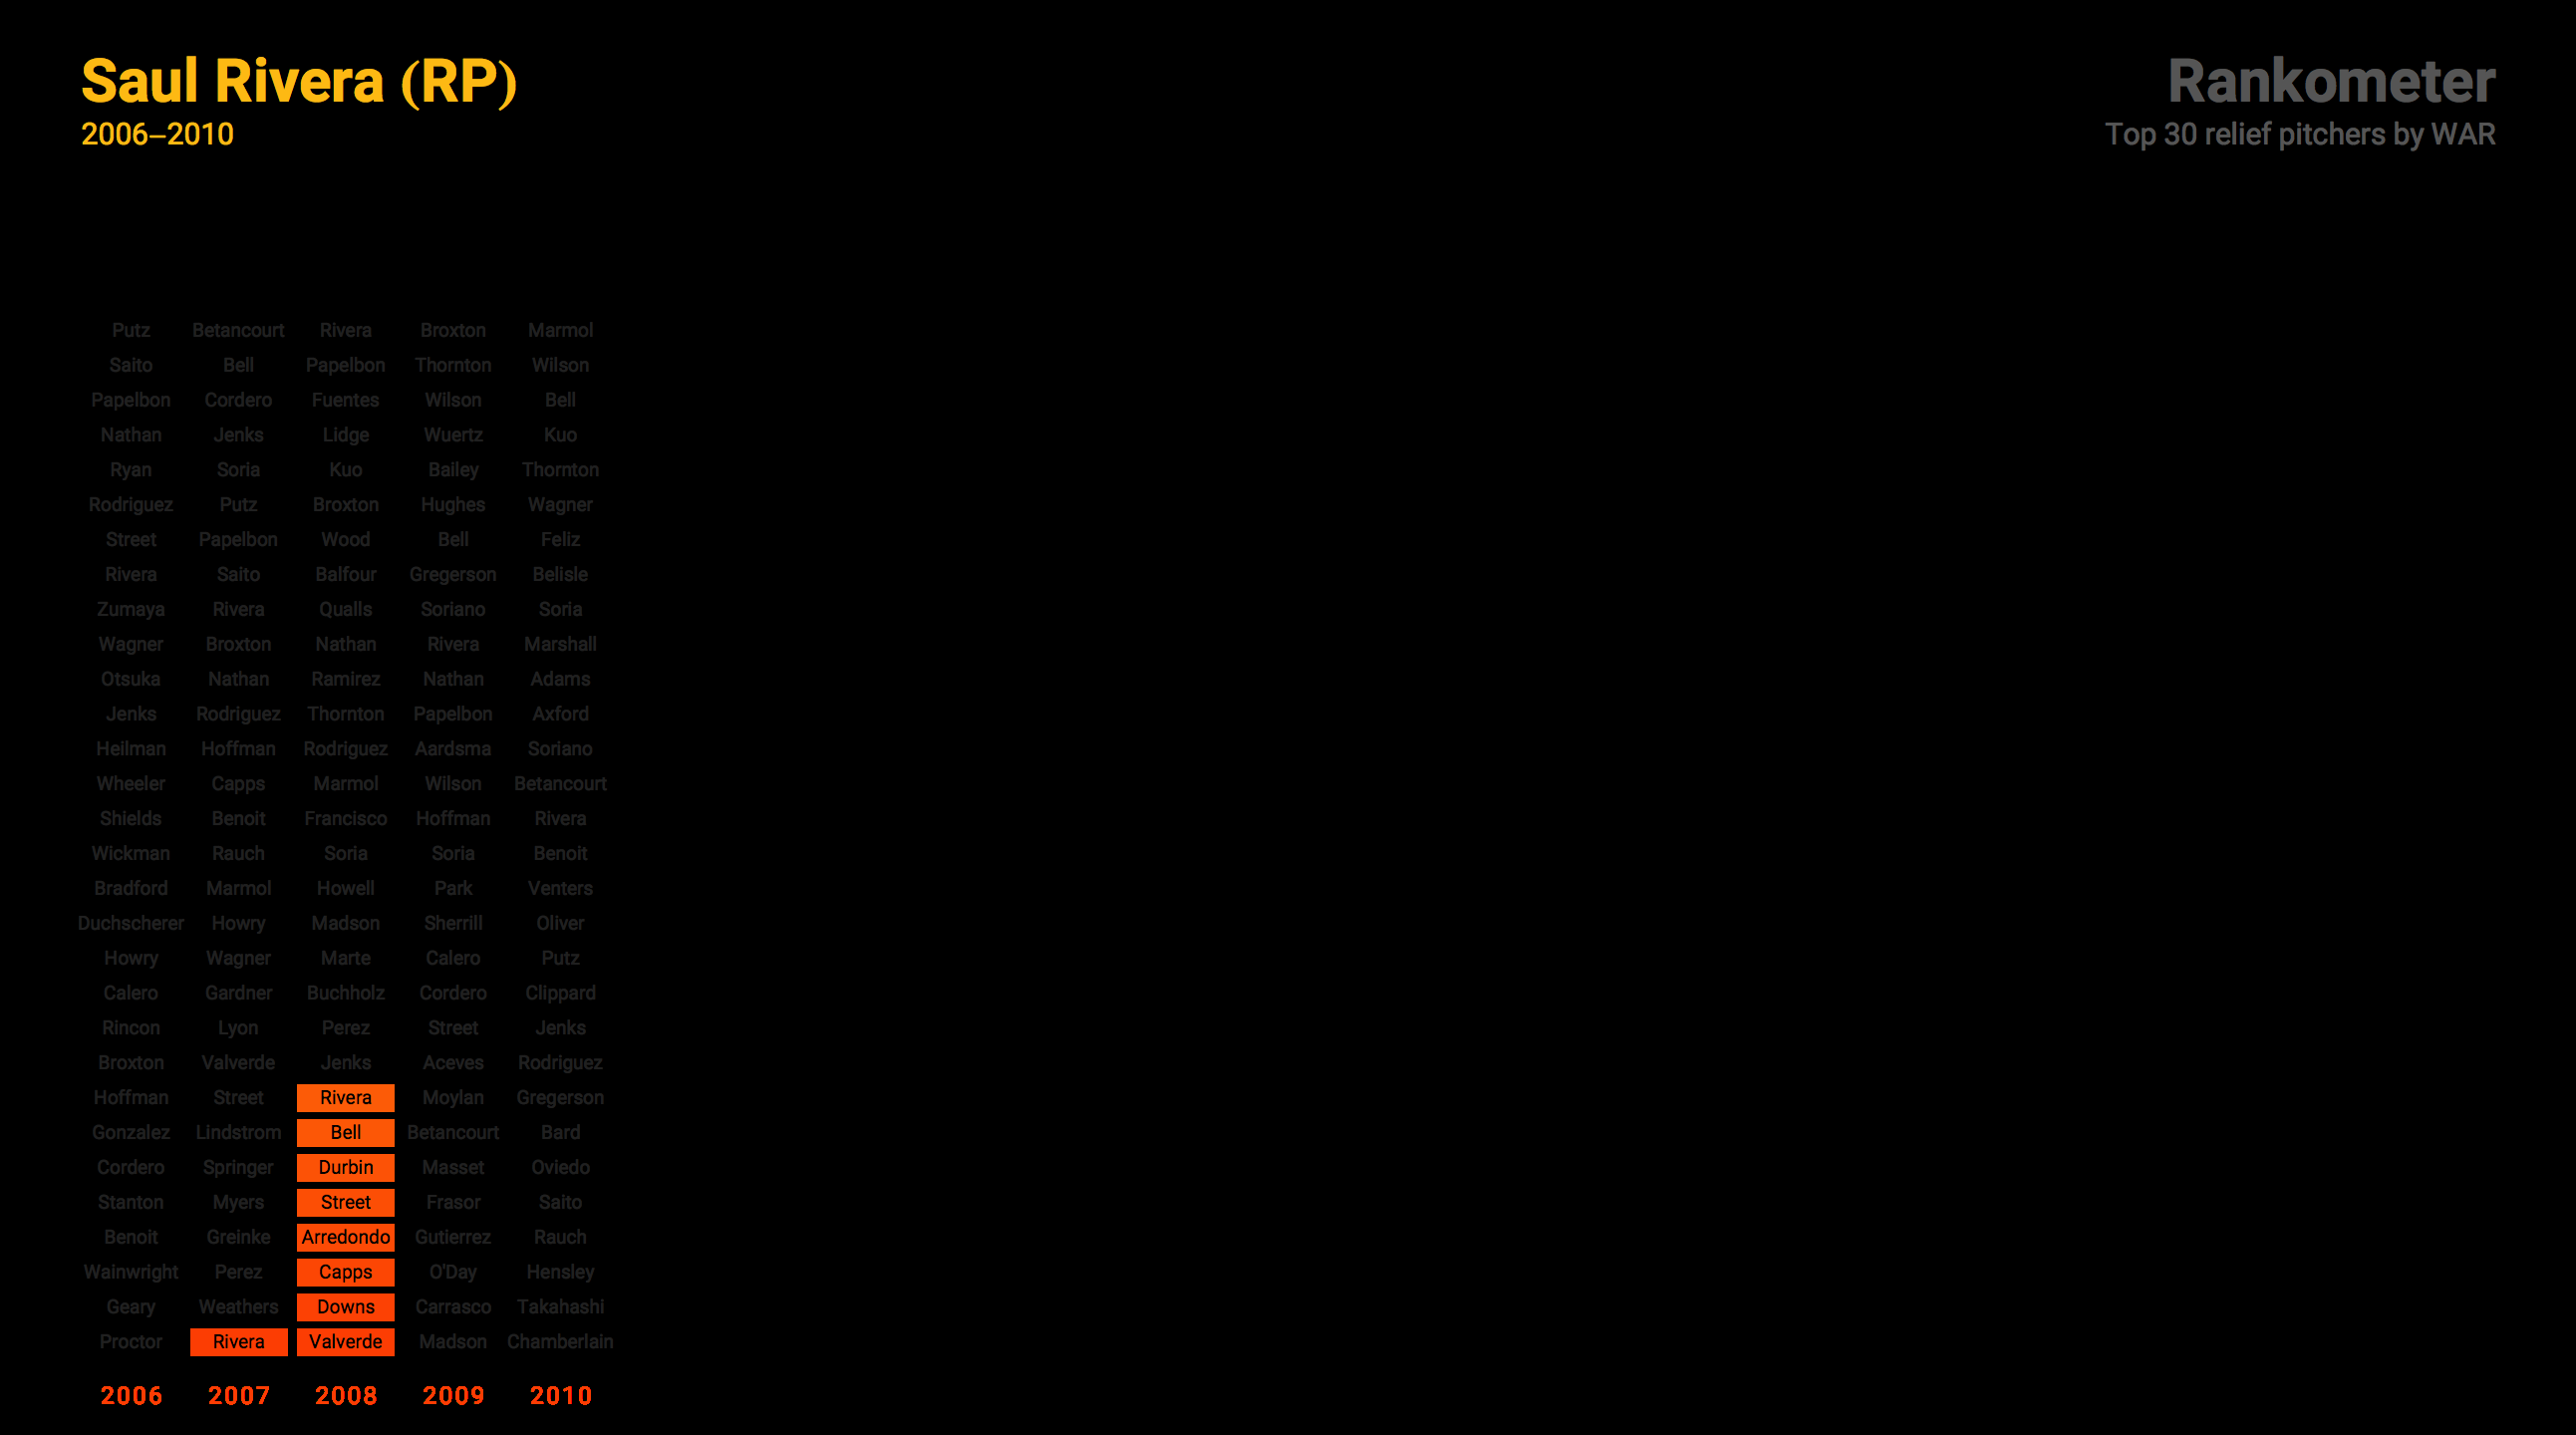 Saul Rivera (RP)
2006–2010
Rankometer
Top 30 relief pitchers by WAR
Putz Betancourt Rivera Broxton Marmol
Saito Bell Papelbon Thornton Wilson
Papelbon Cordero Fuentes Wilson Bell
Nathan Jenks Lidge Wuertz Kuo
Ryan Soria Kuo Bailey Thornton
Rodriguez Putz Broxton Hughes Wagner
Street Papelbon Wood Bell Feliz
Rivera Saito Balfour Gregerson Belisle
Zumaya Rivera Qualls Soriano Soria
Wagner Broxton Nathan Rivera Marshall
Otsuka Nathan Ramirez Nathan Adams
Jenks Rodriguez Thornton Papelbon Axford
Heilman Hoffman Rodriguez Aardsma Soriano
Wheeler Capps Marmol Wilson Betancourt
Shields Benoit Francisco Hoffman Rivera
Wickman Rauch Soria Soria Benoit
Bradford Marmol Howell Park Venters
Duchscherer Howry Madson Sherrill Oliver
Howry Wagner Marte Calero Putz
Calero Gardner Buchholz Cordero Clippard
Rincon Lyon Perez Street Jenks
Broxton Valverde Jenks Aceves Rodriguez
Hoffman Street Rivera Moylan Gregerson
Gonzalez Lindstrom Bell Betancourt Bard
Cordero Springer Durbin Masset Oviedo
Stanton Myers Street Frasor Saito
Benoit Greinke Arredondo Gutierrez Rauch
Wainwright Perez Capps O'Day Hensley
Geary Weathers Downs Carrasco Takahashi
Proctor Rivera Valverde Madson Chamberlain
2006 2007 2008 2009 2010